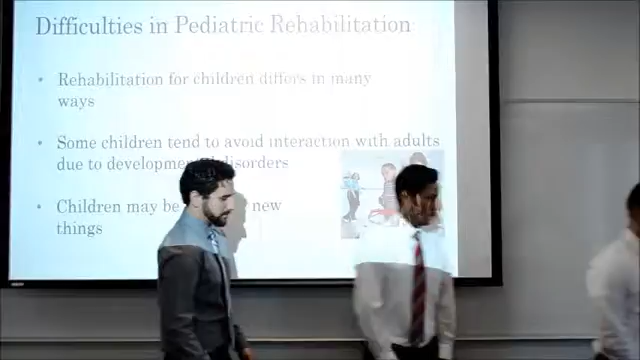 Difficulties in Pediatric Rehabilitation
• Rehabilitation for children differs in many
ways
• Some children tend to avoid interaction with adults
due to disorders
• Children may be new
things